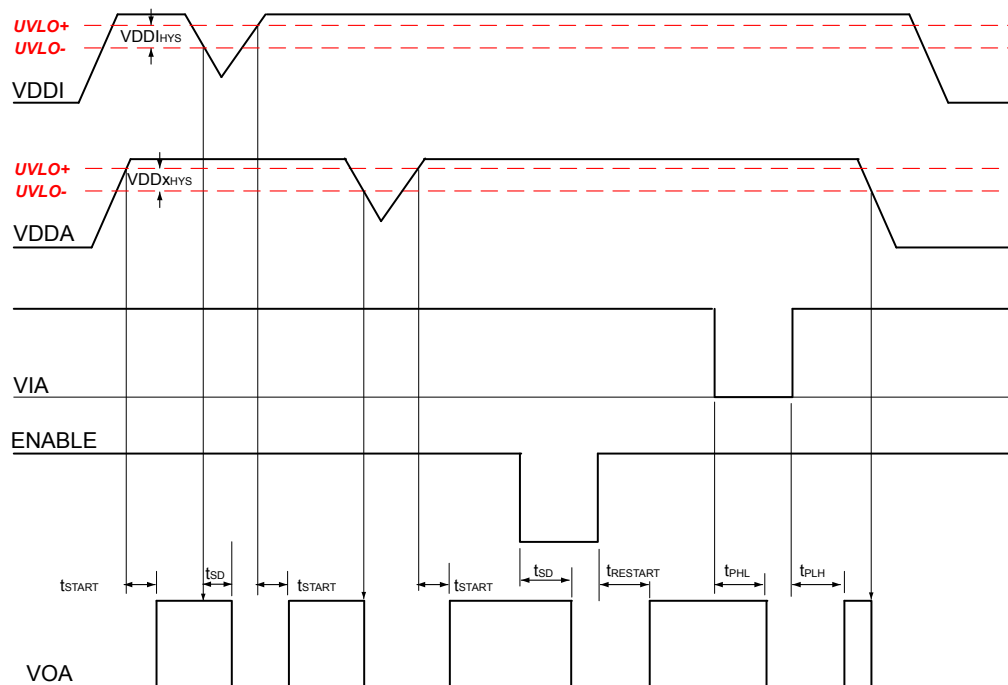 UVLO+
VDDIHYS
UVLO-
VDDI
UVLO+
VDDxHYS
UVLO-
VDDA
VIA
ENABLE
tSTART
tSD
tSTART
tSTART
tSD
tRESTART
tPHL
tPLH
VOA